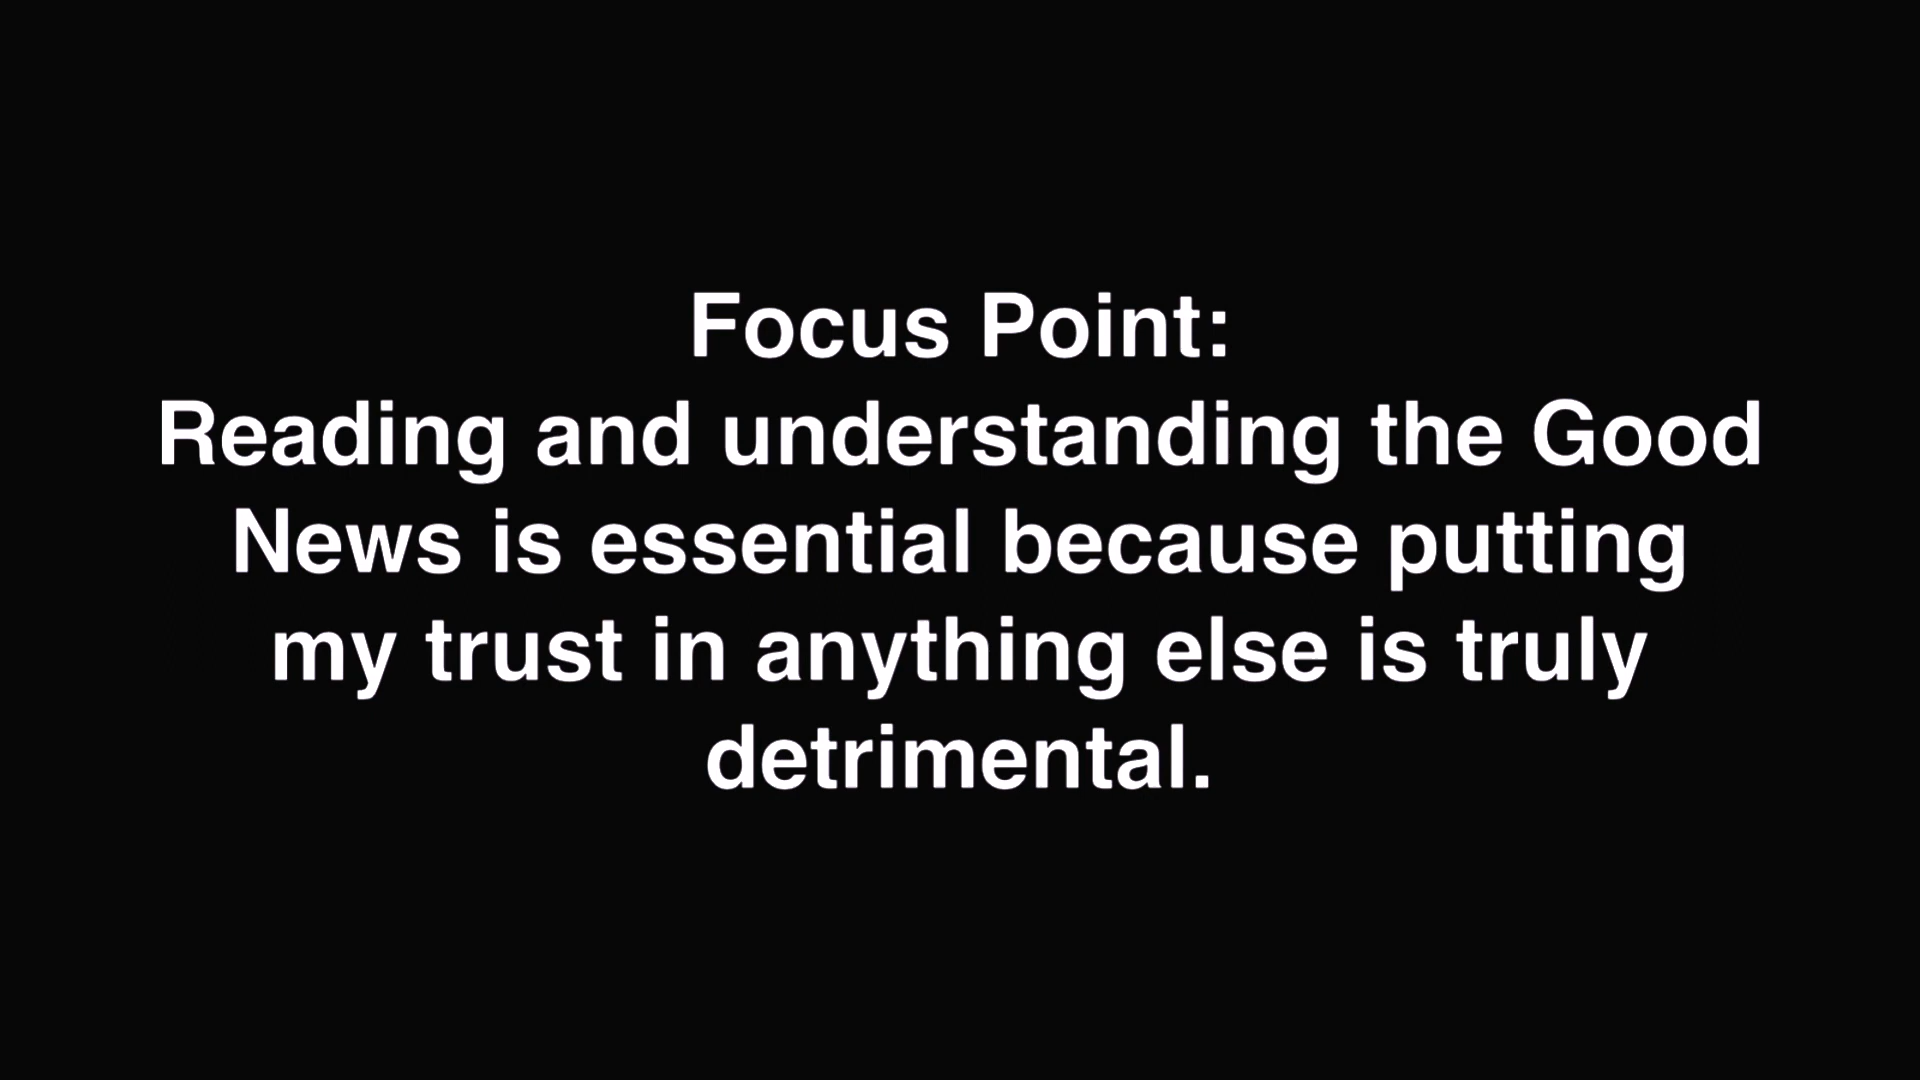 Focus Point:
Reading and understanding the Good
News is essential because putting
my trust in anything else is truly
detrimental.